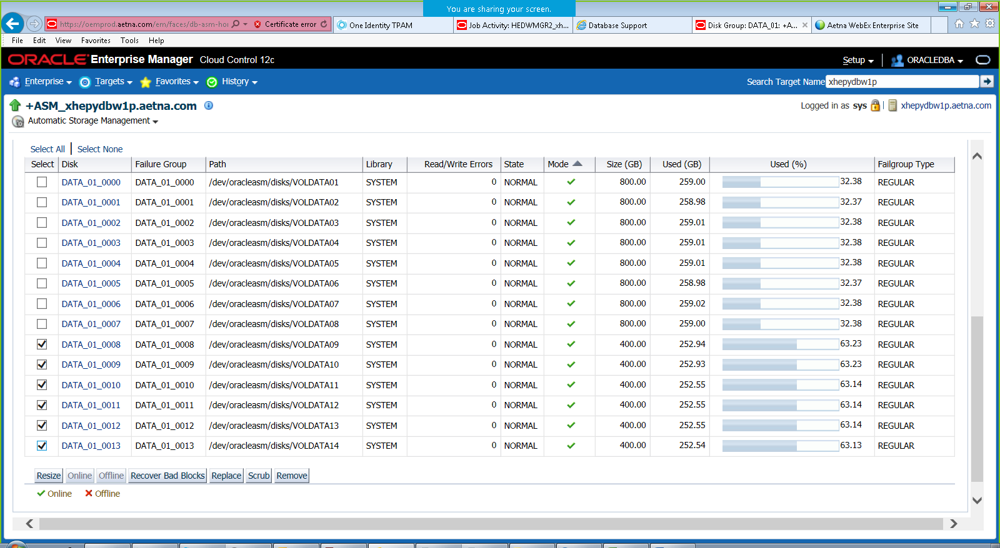 You are sharing your screen.
https://oemprod.aetna.com/em/faces/db-asm-hor Certificate error One Identity TPAM Job Activity: HEDWMGR2_xh... Database Support Disk Group: DATA_01: +A... Aetna WebEx Enterprise Site
File Edit View Favorites Tools Help
ORACLE Enterprise Manager Cloud Control 12c Setup ORACLEDBA
Enterprise Targets Favorites History Search Target Name xhepydbw1p
+ASM_xhepydbw1p.aetna.com Logged in as sys xhepydbw1p.aetna.com
Automatic Storage Management
Select All | Select None
Select Disk Failure Group Path Library Read/Write Errors State Mode Size (GB) Used (GB) Used (%) Failgroup Type
DATA_01_0000 DATA_01_0000 /dev/oracleasm/disks/VOLDATA01 SYSTEM 0 NORMAL 800.00 259.00 32.38 REGULAR
DATA_01_0001 DATA_01_0001 /dev/oracleasm/disks/VOLDATA02 SYSTEM 0 NORMAL 800.00 258.98 32.37 REGULAR
DATA_01_0002 DATA_01_0002 /dev/oracleasm/disks/VOLDATA03 SYSTEM 0 NORMAL 800.00 259.01 32.38 REGULAR
DATA_01_0003 DATA_01_0003 /dev/oracleasm/disks/VOLDATA04 SYSTEM 0 NORMAL 800.00 259.01 32.38 REGULAR
DATA_01_0004 DATA_01_0004 /dev/oracleasm/disks/VOLDATA05 SYSTEM 0 NORMAL 800.00 259.01 32.38 REGULAR
DATA_01_0005 DATA_01_0005 /dev/oracleasm/disks/VOLDATA06 SYSTEM 0 NORMAL 800.00 258.98 32.37 REGULAR
DATA_01_0006 DATA_01_0006 /dev/oracleasm/disks/VOLDATA07 SYSTEM 0 NORMAL 800.00 259.02 32.38 REGULAR
DATA_01_0007 DATA_01_0007 /dev/oracleasm/disks/VOLDATA08 SYSTEM 0 NORMAL 800.00 259.00 32.38 REGULAR
DATA_01_0008 DATA_01_0008 /dev/oracleasm/disks/VOLDATA09 SYSTEM 0 NORMAL 400.00 252.94 63.23 REGULAR
DATA_01_0009 DATA_01_0009 /dev/oracleasm/disks/VOLDATA10 SYSTEM 0 NORMAL 400.00 252.93 63.23 REGULAR
DATA_01_0010 DATA_01_0010 /dev/oracleasm/disks/VOLDATA11 SYSTEM 0 NORMAL 400.00 252.55 63.14 REGULAR
DATA_01_0011 DATA_01_0011 /dev/oracleasm/disks/VOLDATA12 SYSTEM 0 NORMAL 400.00 252.55 63.14 REGULAR
DATA_01_0012 DATA_01_0012 /dev/oracleasm/disks/VOLDATA13 SYSTEM 0 NORMAL 400.00 252.55 63.14 REGULAR
DATA_01_0013 DATA_01_0013 /dev/oracleasm/disks/VOLDATA14 SYSTEM 0 NORMAL 400.00 252.54 63.13 REGULAR
Resize Online Offline Recover Bad Blocks Replace Scrub Remove
Online Offline